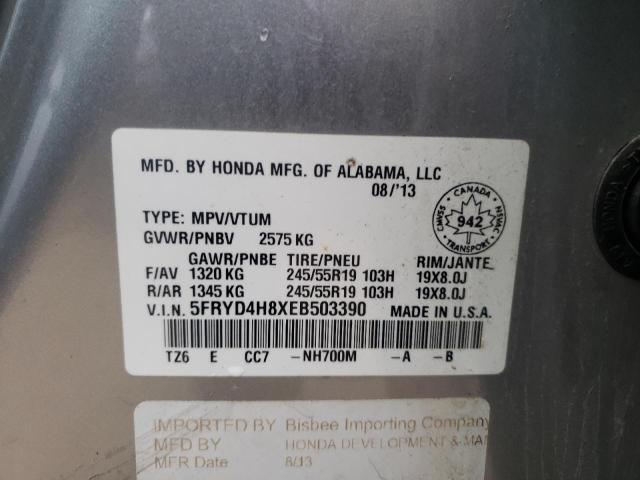 MFD. BY HONDA MFG. OF ALABAMA, LLC
08/'13
TYPE: MPV/VTUM
GVWR/PNBV 2575 KG
GAWR/PNBE TIRE/PNEU RIM/JANTE
F/AV 1320 KG 245/55R19 103H 19X8.0J
R/AR 1345 KG 245/55R19 103H 19X8.0J
V.I.N. 5FRYD4H8XEB503390 MADE IN U.S.A.
TZ6 E CC7 -NH700M -A -B
CANADA
CMVSS 942 NSVAC
TRANSPORT
IMPORTED BY Bisbee Importing Company
MFD BY HONDA DEVELOPMENT & MAN
MFR Date 8/13